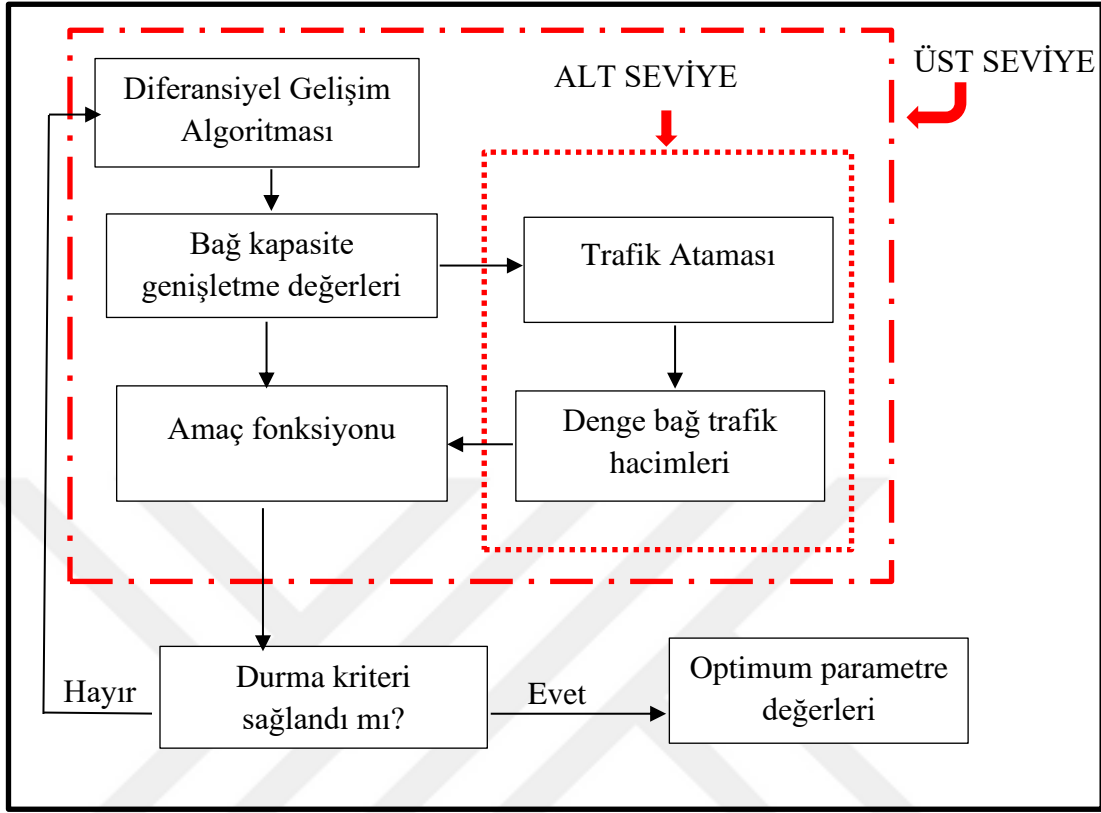 ÜST SEVİYE
ALT SEVİYE
Diferansiyel Gelişim
Algoritması
Bağ kapasite
genişletme değerleri
Trafik Ataması
Amaç fonksiyonu
Denge bağ trafik
hacimleri
Durma kriteri
sağlandı mı?
Hayır
Evet
Optimum parametre
değerleri